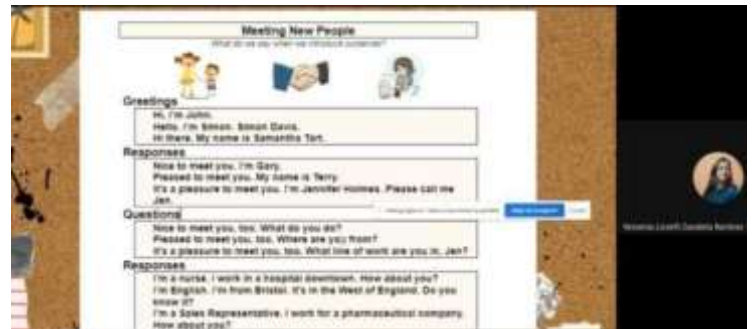 Meeting New People
What do we say when we introduce ourselves?
Greetings
Hi, I'm John.
Hello, I'm Simon. Simon Davis.
Hi there. My name is Samantha Tort.
Responses
Nice to meet you. I'm Gary.
Pleased to meet you. My name is Terry.
It's a pleasure to meet you. I'm Jennifer Holmes. Please call me
Jen.
Questions
Nice to meet you, too. What do you do?
Pleased to meet you, too. Where are you from?
It's a pleasure to meet you, too. What line of work are you in, Jen?
Responses
I'm a nurse. I work in a hospital downtown. How about you?
I'm English. I'm from Bristol. It's in the West of England. Do you
know it?
I'm a Sales Representative. I work for a pharmaceutical company.
How about you?